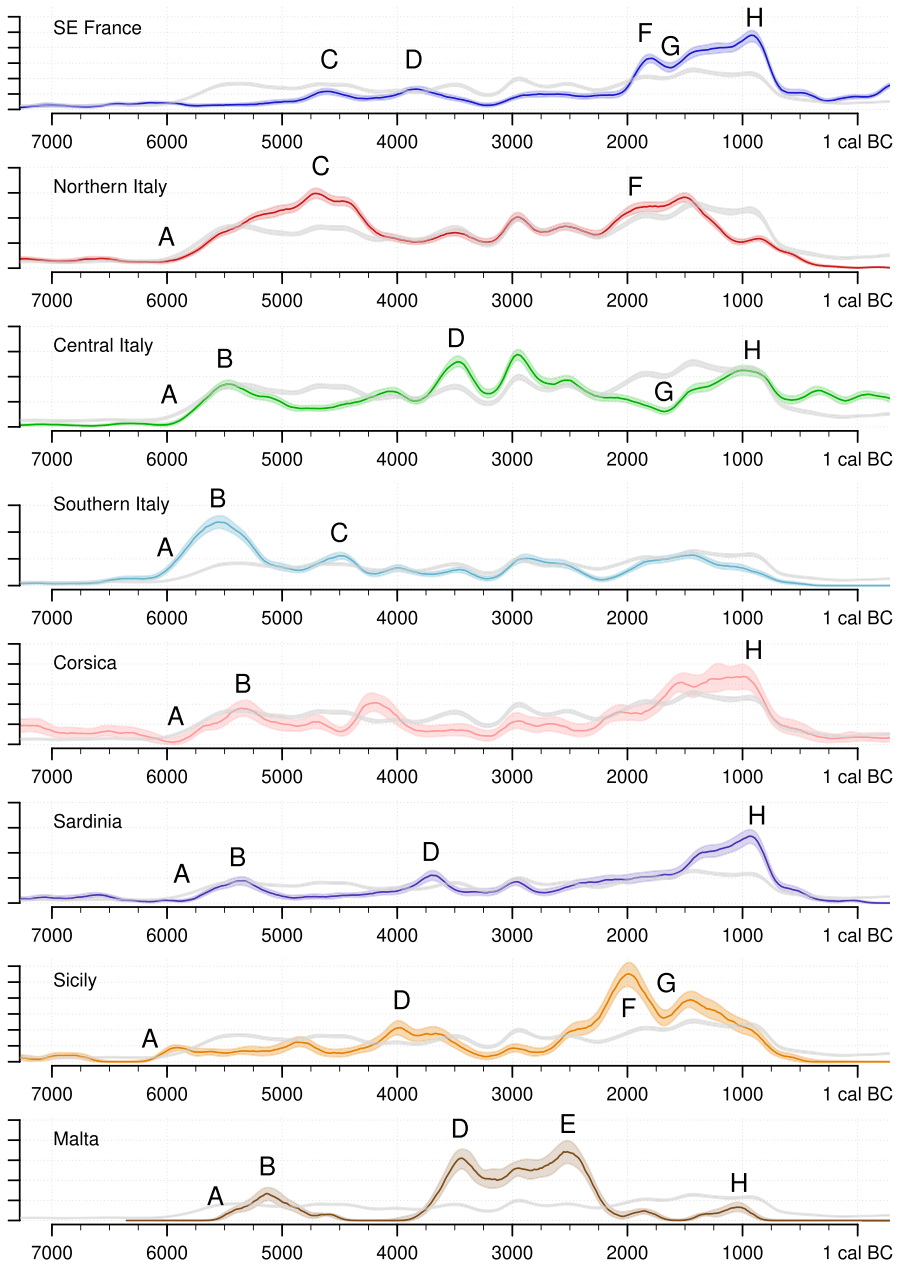 SE France
C D F G H
7000 6000 5000 4000 3000 2000 1000 1 cal BC
Northern Italy
A C F
7000 6000 5000 4000 3000 2000 1000 1 cal BC
Central Italy
A B D G H
7000 6000 5000 4000 3000 2000 1000 1 cal BC
Southern Italy
A B C
7000 6000 5000 4000 3000 2000 1000 1 cal BC
Corsica
A B H
7000 6000 5000 4000 3000 2000 1000 1 cal BC
Sardinia
A B D H
7000 6000 5000 4000 3000 2000 1000 1 cal BC
Sicily
A D F G
7000 6000 5000 4000 3000 2000 1000 1 cal BC
Malta
A B D E H
7000 6000 5000 4000 3000 2000 1000 1 cal BC